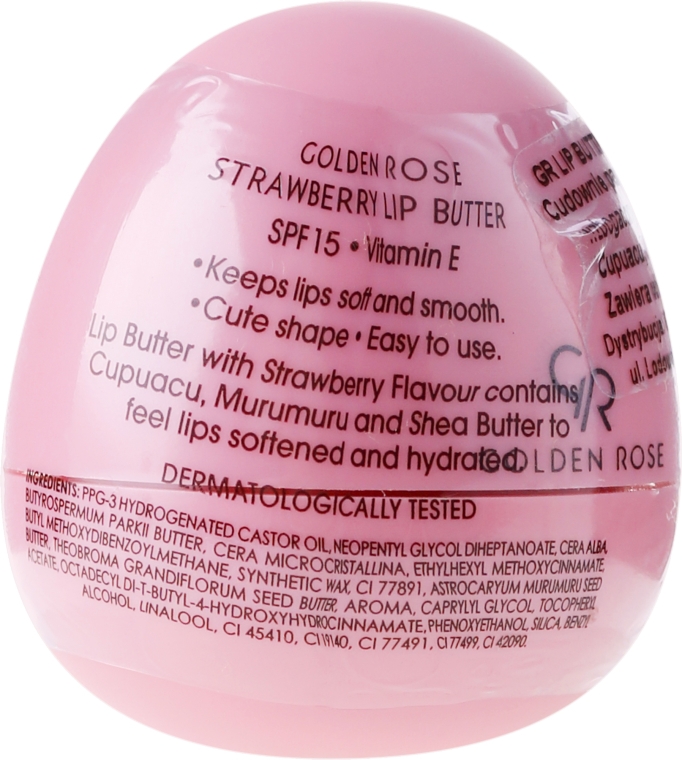 GOLDEN ROSE
STRAWBERRY LIP BUTTER
SPF15 • Vitamin E
•Keeps lips soft and smooth.
•Cute shape • Easy to use.
Lip Butter with Strawberry Flavour contains
Cupuacu, Murumuru and Shea Butter to
feel lips softened and hydrated.
DERMATOLOGICALLY TESTED
INGREDIENTS: PPG-3 HYDROGENATED CASTOR OIL, NEOPENTYL GLYCOL DIHEPTANOATE, CERA ALBA,
BUTYROSPERMUM PARKII BUTTER, CERA MICROCRISTALLINA, ETHYLHEXYL METHOXYCINNAMATE,
BUTYL METHOXYDIBENZOYLMETHANE, SYNTHETIC WAX, CI 77891, ASTROCARYUM MURUMURU SEED
BUTTER, THEOBROMA GRANDIFLORUM SEED BUTTER, AROMA, CAPRYLYL GLYCOL, TOCOPHERYL
ACETATE, OCTADECYL DI-T-BUTYL-4-HYDROXYHYDROCINNAMATE, PHENOXYETHANOL, SILICA, BENZYL
ALCOHOL, LINALOOL, CI 45410, CI 19140, CI 77491, CI 77499, CI 42090.
GR
GOLDEN ROSE
GR LIP BUTT
Cudownie
Cupuacu
Zawiera
Dystrybucja
ul.